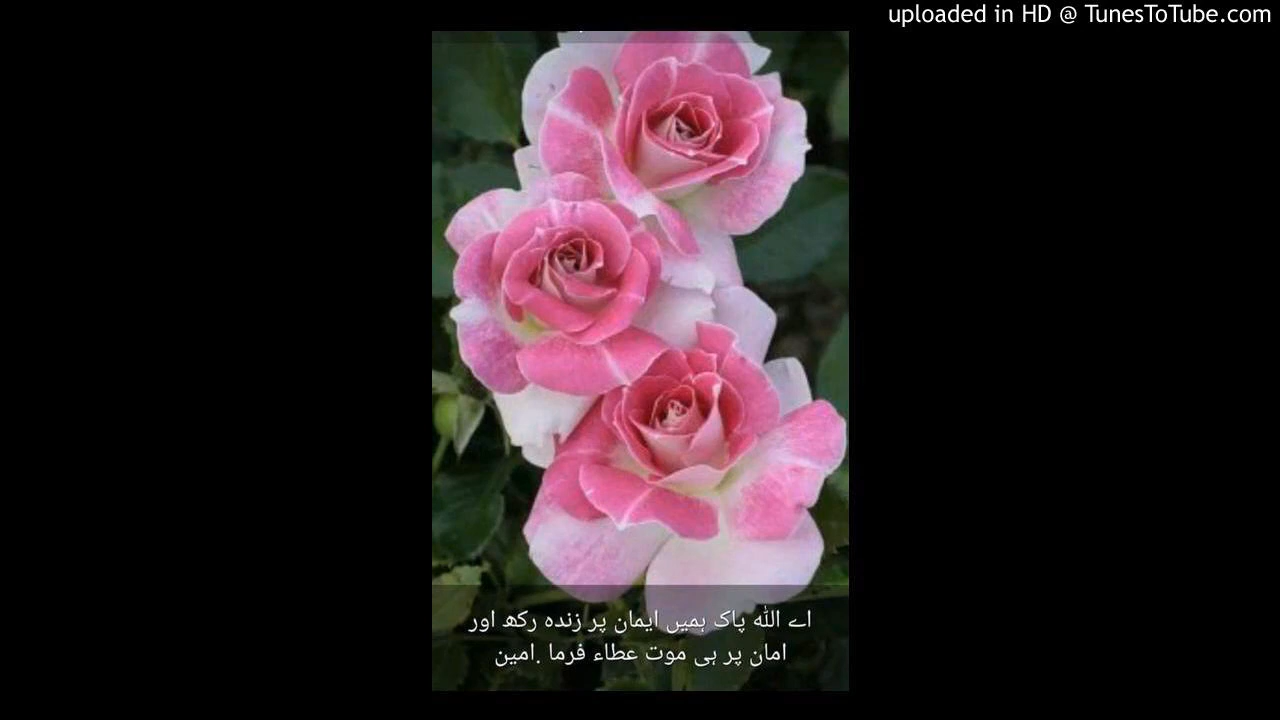 uploaded in HD @ TunesToTube.com
اے اللہ پاک ہمیں ایمان پر زندہ رکھ اور
امان پر ہی موت عطاء فرما .امین